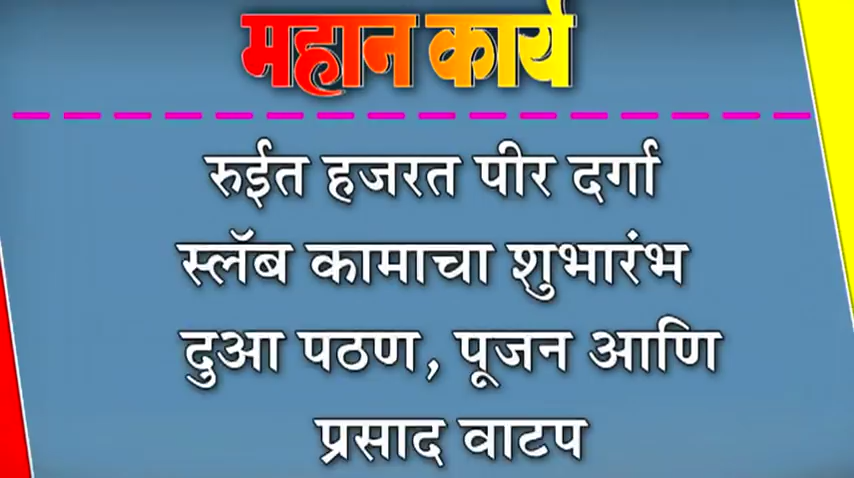 महान कार्य
रुईत हजरत पीर दर्गा
स्लॅब कामाचा शुभारंभ
दुआ पठण, पूजन आणि
प्रसाद वाटप